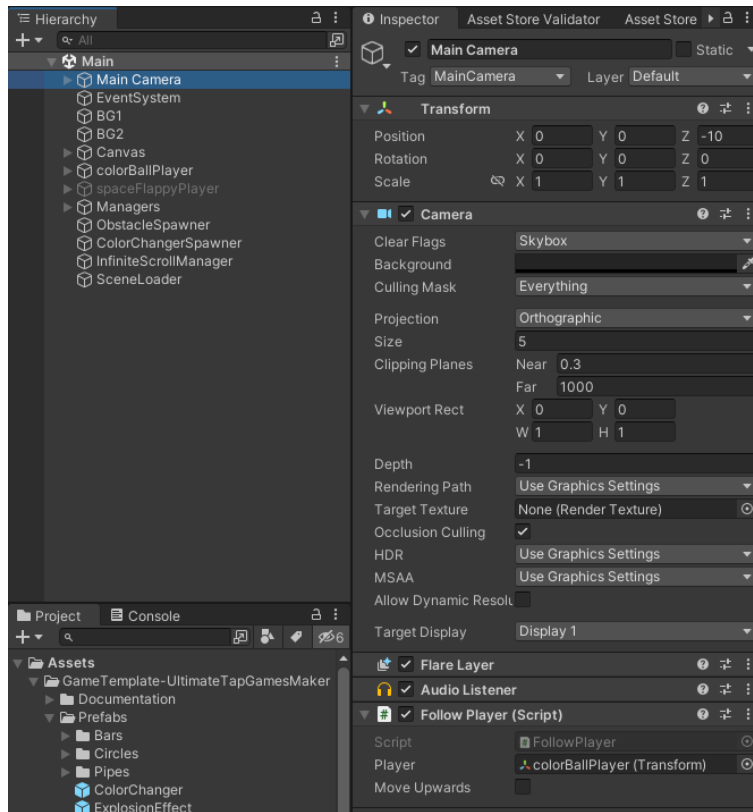 Hierarchy
All
Main
Main Camera
EventSystem
BG1
BG2
Canvas
colorBallPlayer
spaceFlappyPlayer
Managers
ObstacleSpawner
ColorChangerSpawner
InfiniteScrollManager
SceneLoader
Project Console
6
Assets
GameTemplate-UltimateTapGamesMaker
Documentation
Prefabs
Bars
Circles
Pipes
ColorChanger
ExplosionEffect
Inspector Asset Store Validator Asset Store
Main Camera Static
Tag MainCamera Layer Default
Transform
Position X 0 Y 0 Z -10
Rotation X 0 Y 0 Z 0
Scale X 1 Y 1 Z 1
Camera
Clear Flags Skybox
Background
Culling Mask Everything
Projection Orthographic
Size 5
Clipping Planes Near 0.3
Far 1000
Viewport Rect X 0 Y 0
W 1 H 1
Depth -1
Rendering Path Use Graphics Settings
Target Texture None (Render Texture)
Occlusion Culling
HDR Use Graphics Settings
MSAA Use Graphics Settings
Allow Dynamic Resolu
Target Display Display 1
Flare Layer
Audio Listener
# Follow Player (Script)
Script # FollowPlayer
Player colorBallPlayer (Transform)
Move Upwards